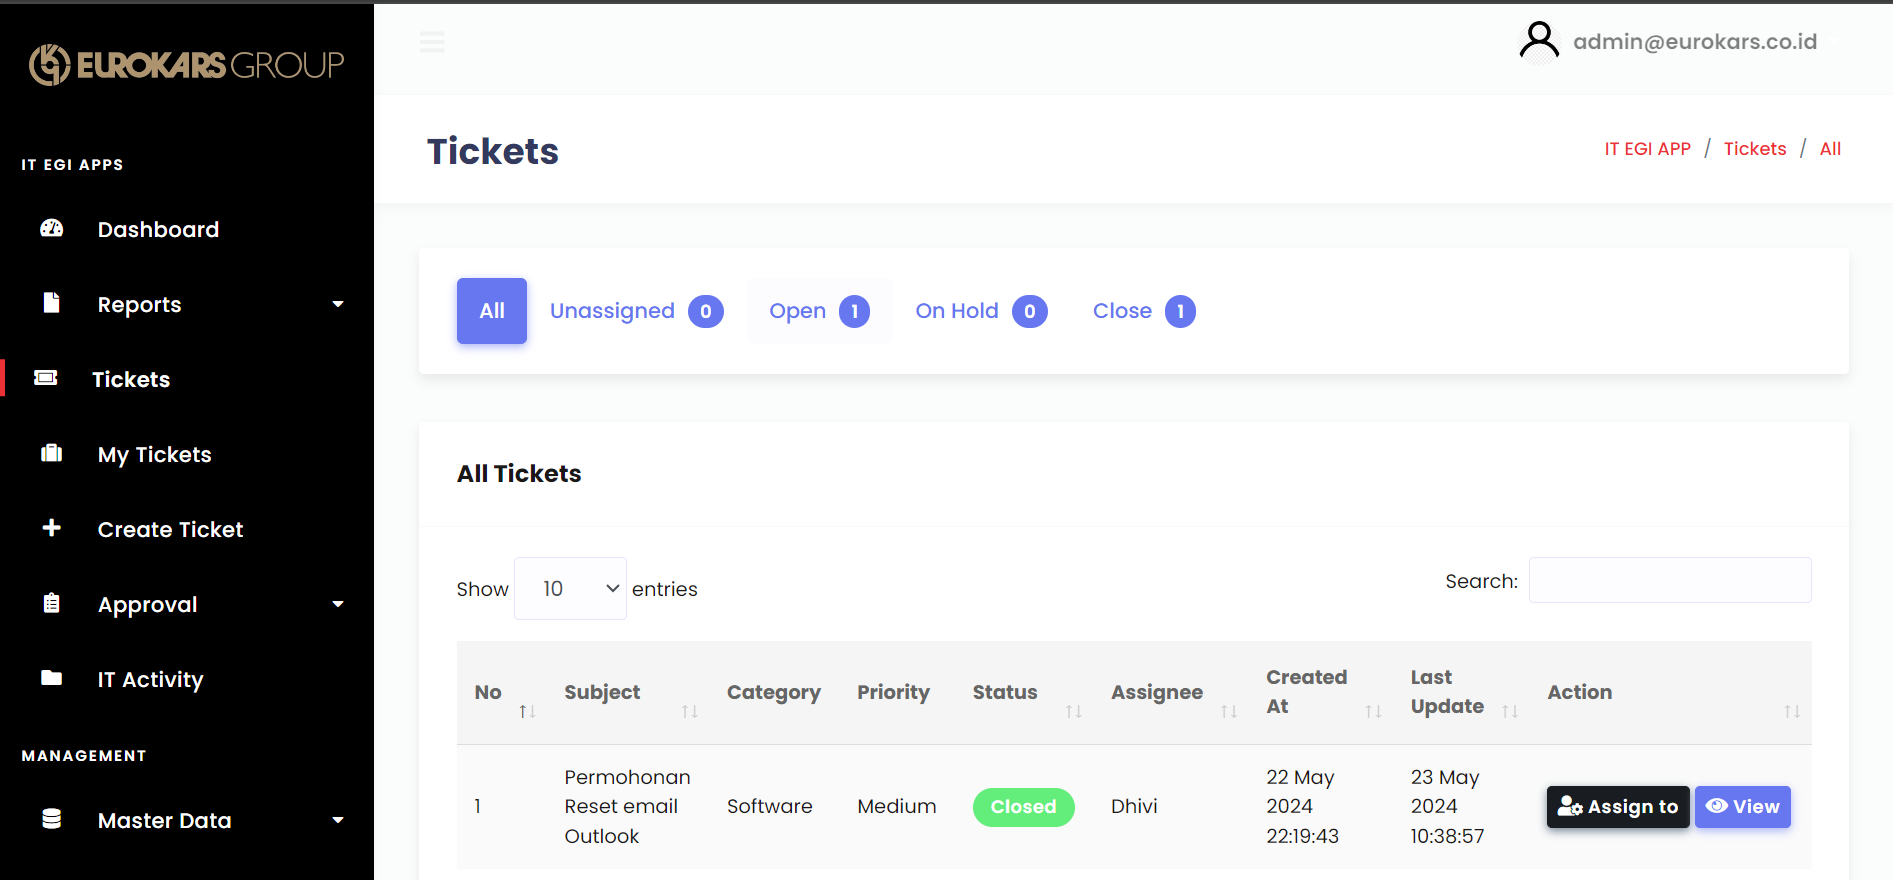 EUROKARS GROUP
admin@eurokars.co.id
IT EGI APPS
Dashboard
Reports
Tickets
My Tickets
Create Ticket
Approval
IT Activity
MANAGEMENT
Master Data
Tickets
IT EGI APP / Tickets / All
All
Unassigned 0
Open 1
On Hold 0
Close 1
All Tickets
Show 10 entries
Search:
No
Subject
Category
Priority
Status
Assignee
Created
At
Last
Update
Action
1
Permohonan
Reset email
Outlook
Software
Medium
Closed
Dhivi
22 May
2024
22:19:43
23 May
2024
10:38:57
Assign to
View